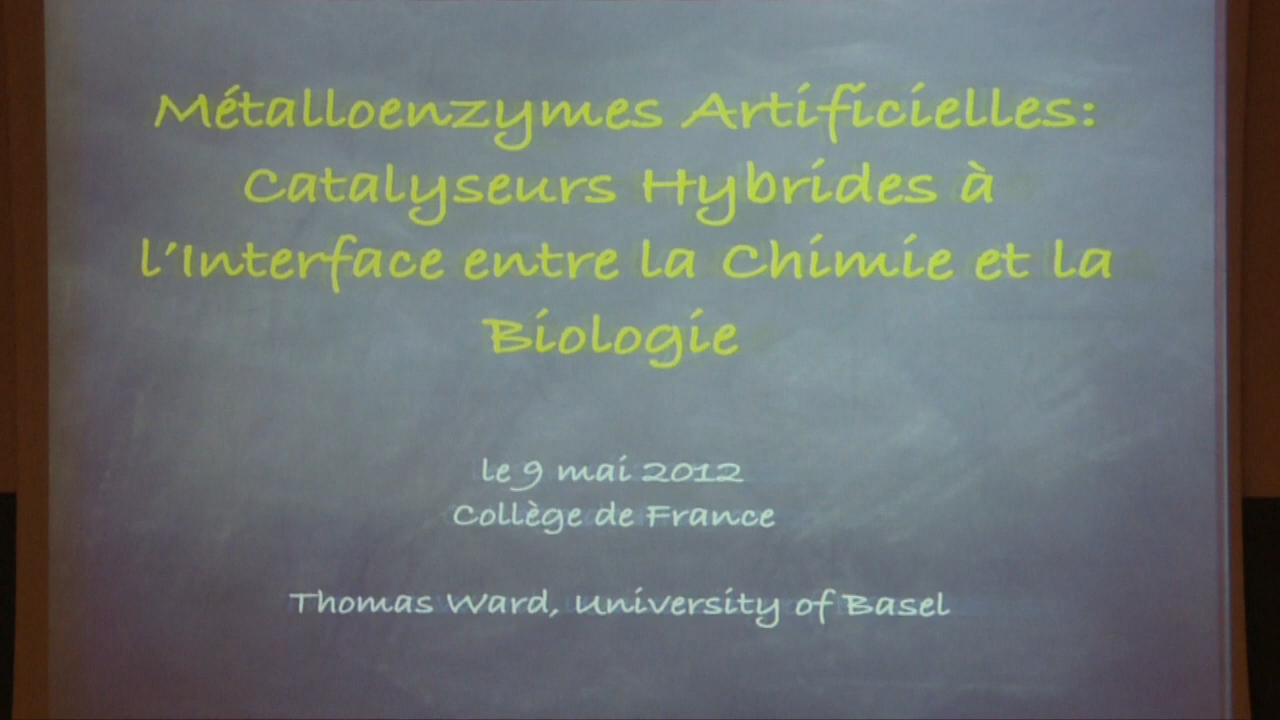 Métalloenzymes Artificielles:
Catalyseurs Hybrides à
l'Interface entre la Chimie et la
Biologie
le 9 mai 2012
Collège de France
Thomas Ward, University of Basel